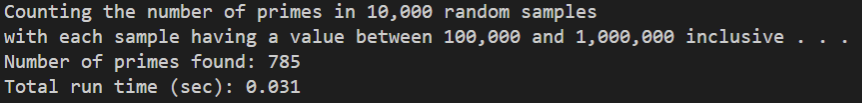 Counting the number of primes in 10,000 random samples
with each sample having a value between 100,000 and 1,000,000 inclusive . . .
Number of primes found: 785
Total run time (sec): 0.031